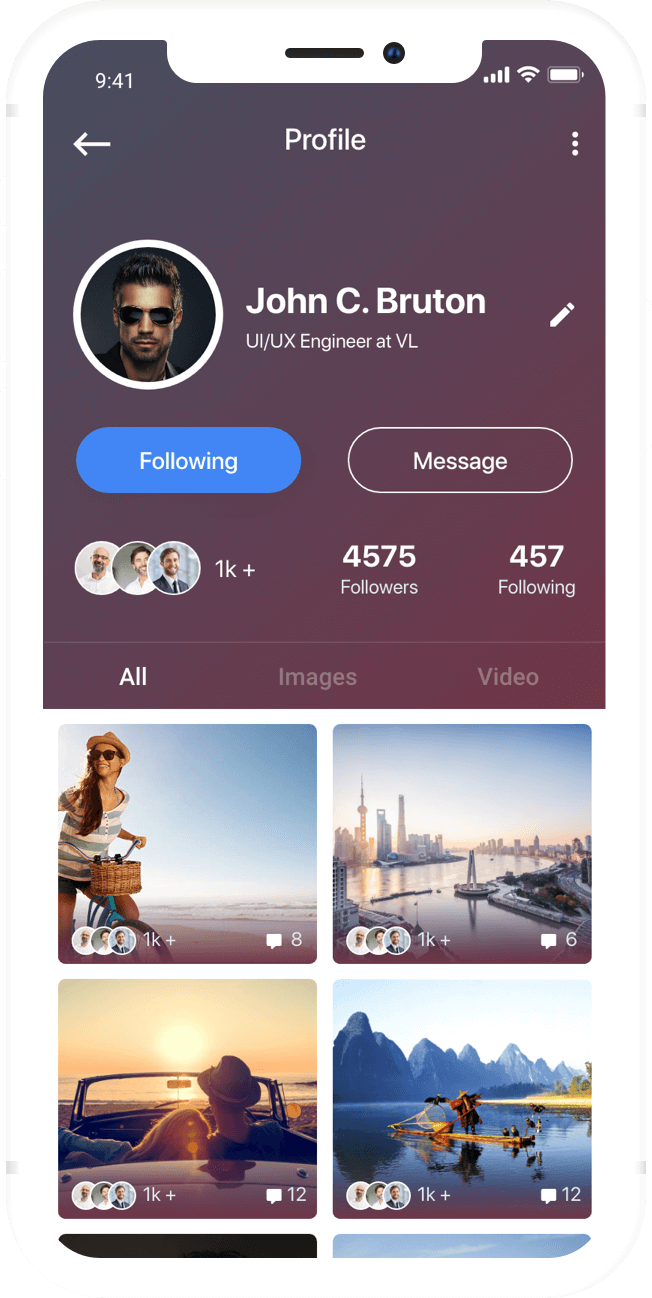 9:41
Profile
John C. Bruton
UI/UX Engineer at VL
Following
Message
1k +
4575
457
Followers
Following
All
Images
Video
1k +
8
1k +
6
1k +
12
1k +
12